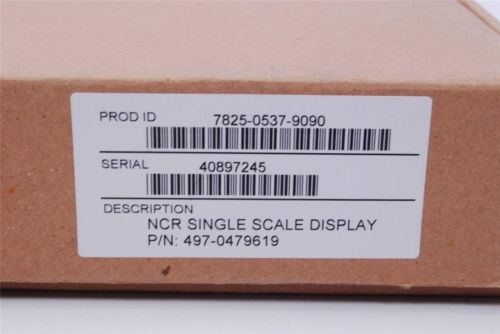 PROD ID 7825-0537-9090
SERIAL 40897245
DESCRIPTION
NCR SINGLE SCALE DISPLAY
P/N: 497-0479619